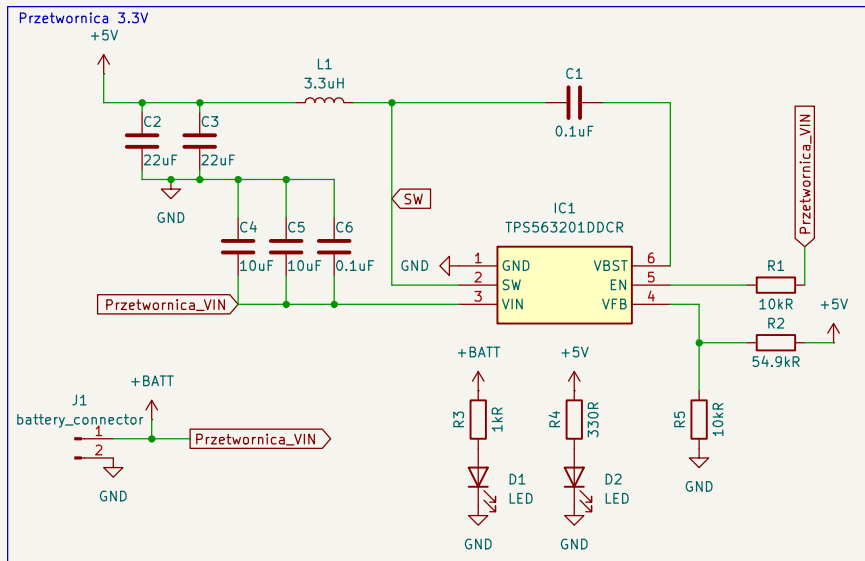 Przetwornica 3.3V
+5V
L1
3.3uH
C1
0.1uF
C2
22uF
C3
22uF
GND
SW
Przetwornica_VIN
IC1
TPS563201DDCR
C4
10uF
C5
10uF
C6
0.1uF
GND
1
GND
2
SW
3
VIN
VBST
6
EN
5
VFB
4
R1
10kR
R2
54.9kR
+5V
Przetwornica_VIN
+BATT
J1
battery_connector
1
2
Przetwornica_VIN
GND
+BATT
R3
1kR
D1
LED
GND
+5V
R4
330R
D2
LED
GND
R5
10kR
GND